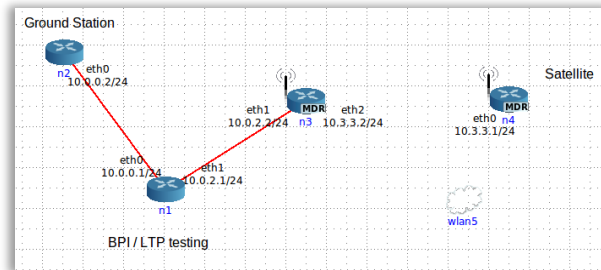 Ground Station
n2
eth0
10.0.0.2/24
Satellite
MDR
n3
eth1
10.0.2.2/24
eth2
10.3.3.2/24
MDR
n4
eth0
10.3.3.1/24
eth0
10.0.0.1/24
eth1
10.0.2.1/24
n1
wlan5
BPI / LTP testing